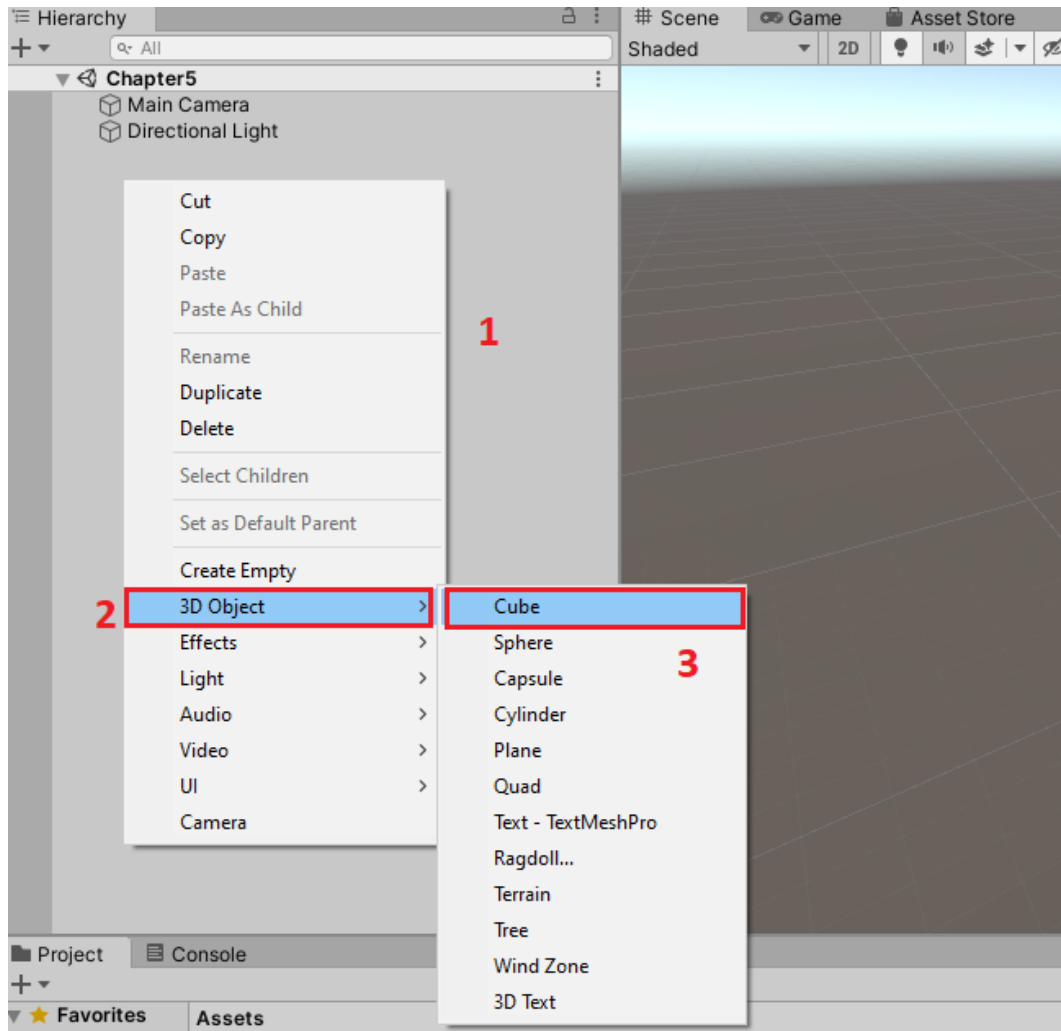 Hierarchy
Scene
Game
Asset Store
All
Shaded
2D
Chapter5
Main Camera
Directional Light
Cut
Copy
Paste
Paste As Child
1
Rename
Duplicate
Delete
Select Children
Set as Default Parent
Create Empty
2
3D Object
Effects
Light
Audio
Video
UI
Camera
Cube
Sphere
3
Capsule
Cylinder
Plane
Quad
Text - TextMeshPro
Ragdoll...
Terrain
Tree
Wind Zone
3D Text
Project
Console
Favorites
Assets